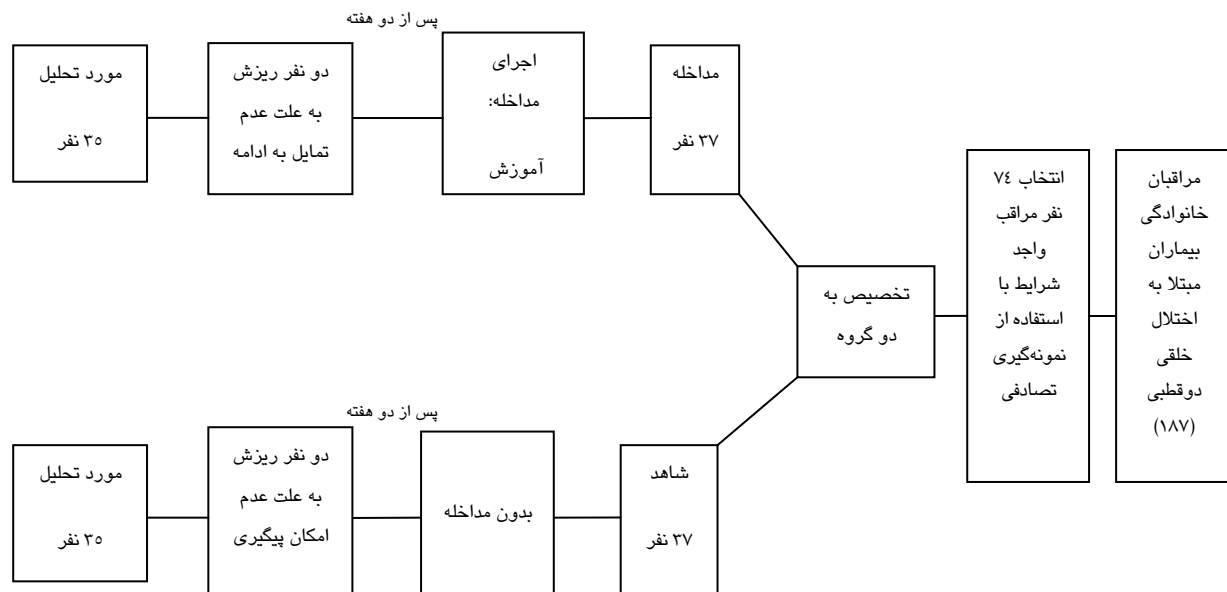 مراقبان
خانوادگی
بیماران
مبتلا به
اختلال
خلقی
دوقطبی
(۱۸۷)
انتخاب ٧٤
نفر مراقب
واجد
شرایط با
استفاده از
نمونه‌گیری
تصادفی
تخصیص به
دو گروه
مداخله
۳۷ نفر
پس از دو هفته
اجرای
مداخله:
آموزش
دو نفر ریزش
به علت عدم
تمایل به ادامه
مورد تحلیل
۳۵ نفر
شاهد
۳۷ نفر
پس از دو هفته
بدون مداخله
دو نفر ریزش
به علت عدم
امکان پیگیری
مورد تحلیل
۳۵ نفر